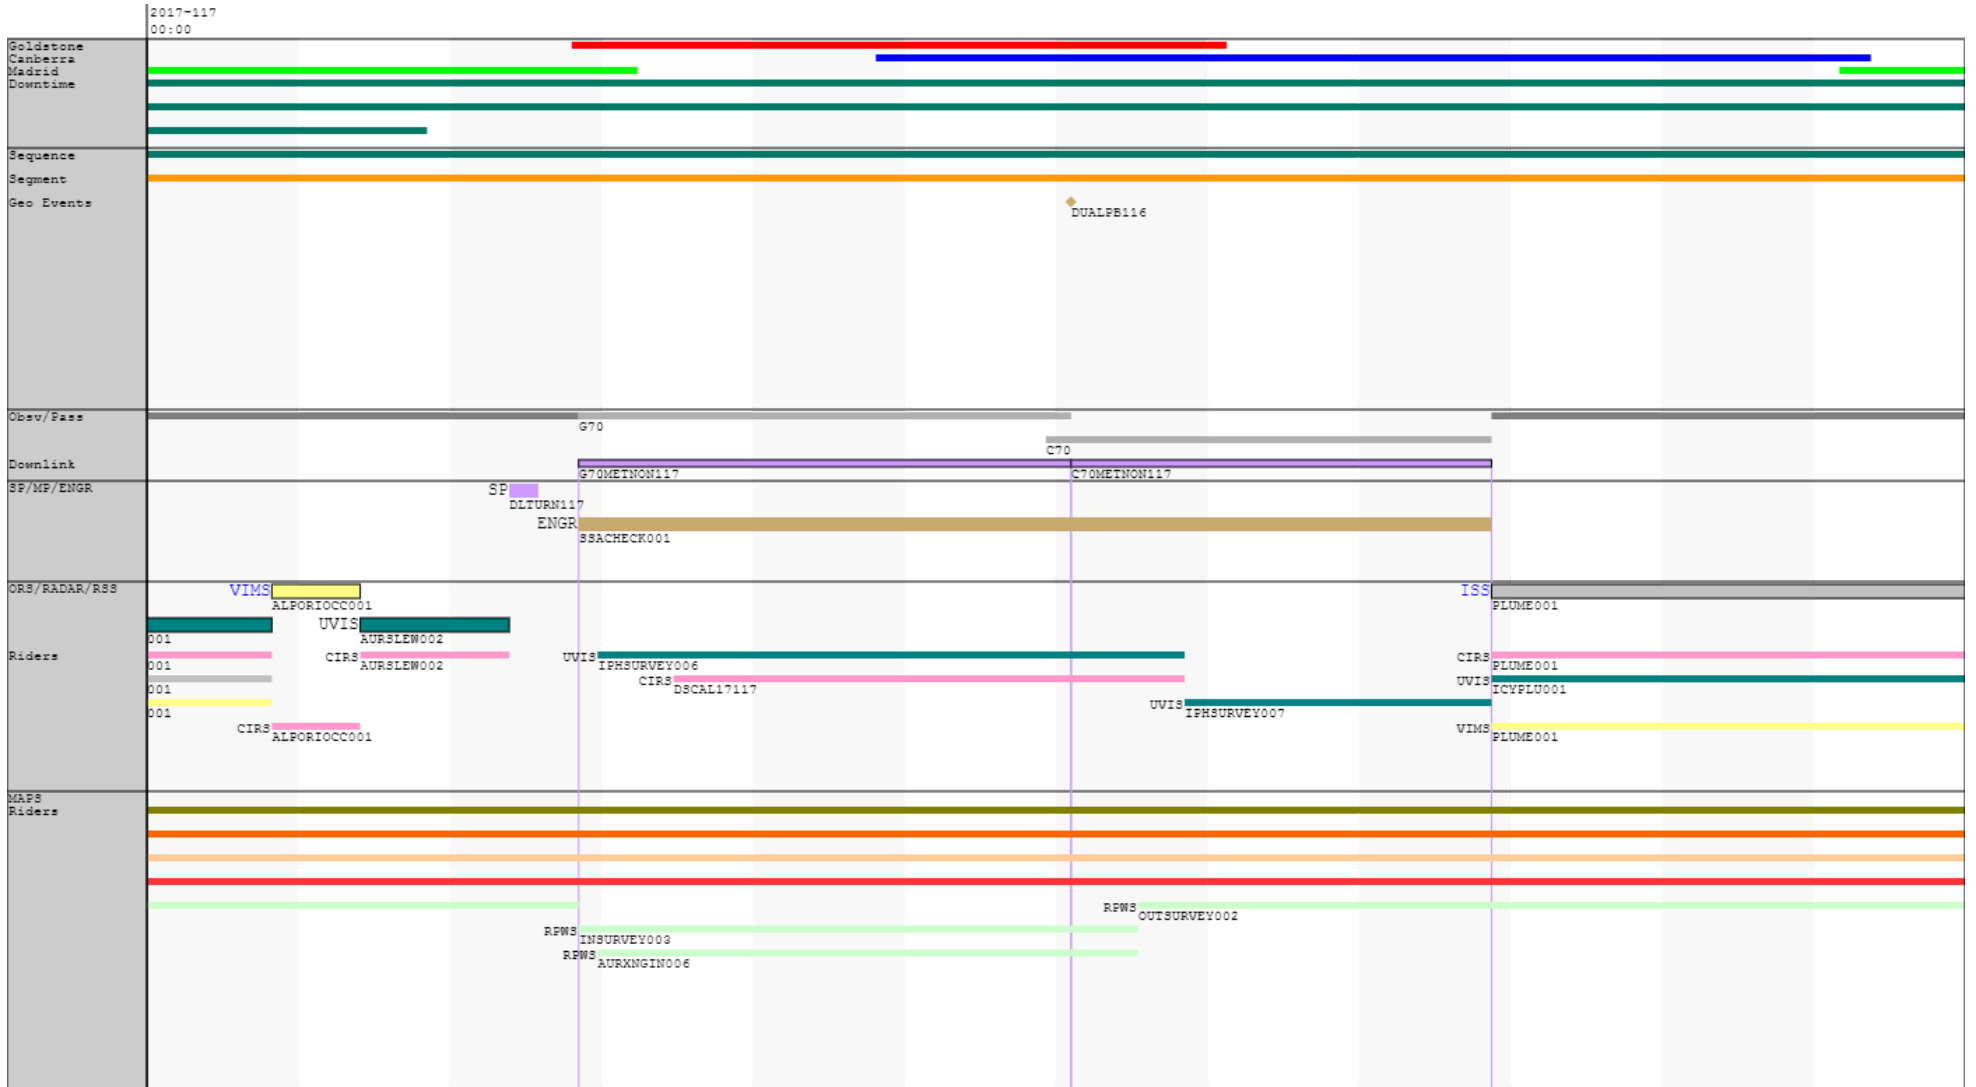 2017-117
00:00
Goldstone
Canberra
Madrid
Downtime
Sequence
Segment
Geo Events
DUALPB116
Obsv/Pass
G70
C70
Downlink
G70METNON117 C70METNON117
SP/MP/ENGR
SP
DLTURN117
ENGR
SSACHECK001
ORS/RADAR/RSS
VIMS ISS
ALPORIOCC001 PLUME001
UVIS
001 AURSLEW002
Riders
CIRS UVIS CIRS
001 AURSLEW002 IPHSURVEY006 PLUME001
CIRS UVIS
001 DSCAL17117 ICYPLU001
UVIS
001 IPHSURVEY007
CIRS VIMS
ALPORIOCC001 PLUME001
MAPS
Riders
RPWS
OUTSURVEY002
RPWS
INSURVEY003
RPWS
AURXNGIN006